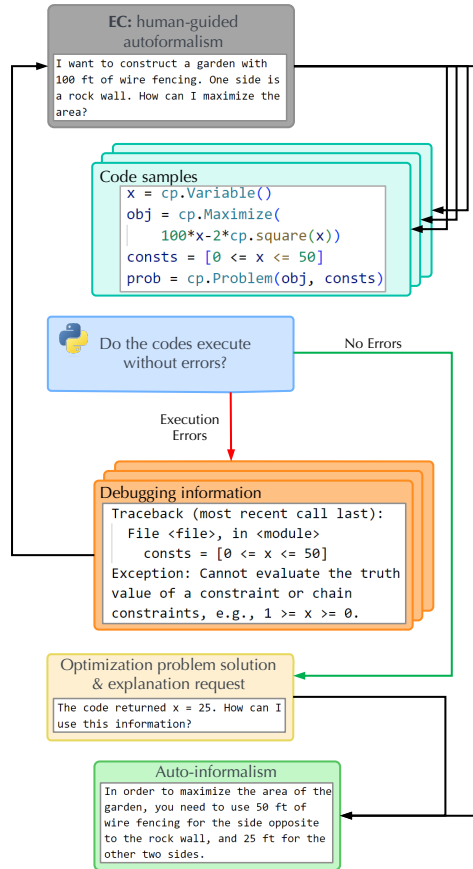 EC: human-guided
autoformalism
I want to construct a garden with
100 ft of wire fencing. One side is
a rock wall. How can I maximize the
area?
Code samples
x = cp.Variable()
obj = cp.Maximize(
100*x-2*cp.square(x))
consts = [0 <= x <= 50]
prob = cp.Problem(obj, consts)
Do the codes execute
without errors?
No Errors
Execution
Errors
Debugging information
Traceback (most recent call last):
File <file>, in <module>
consts = [0 <= x <= 50]
Exception: Cannot evaluate the truth
value of a constraint or chain
constraints, e.g., 1 >= x >= 0.
Optimization problem solution
& explanation request
The code returned x = 25. How can I
use this information?
Auto-informalism
In order to maximize the area of the
garden, you need to use 50 ft of
wire fencing for the side opposite
to the rock wall, and 25 ft for the
other two sides.